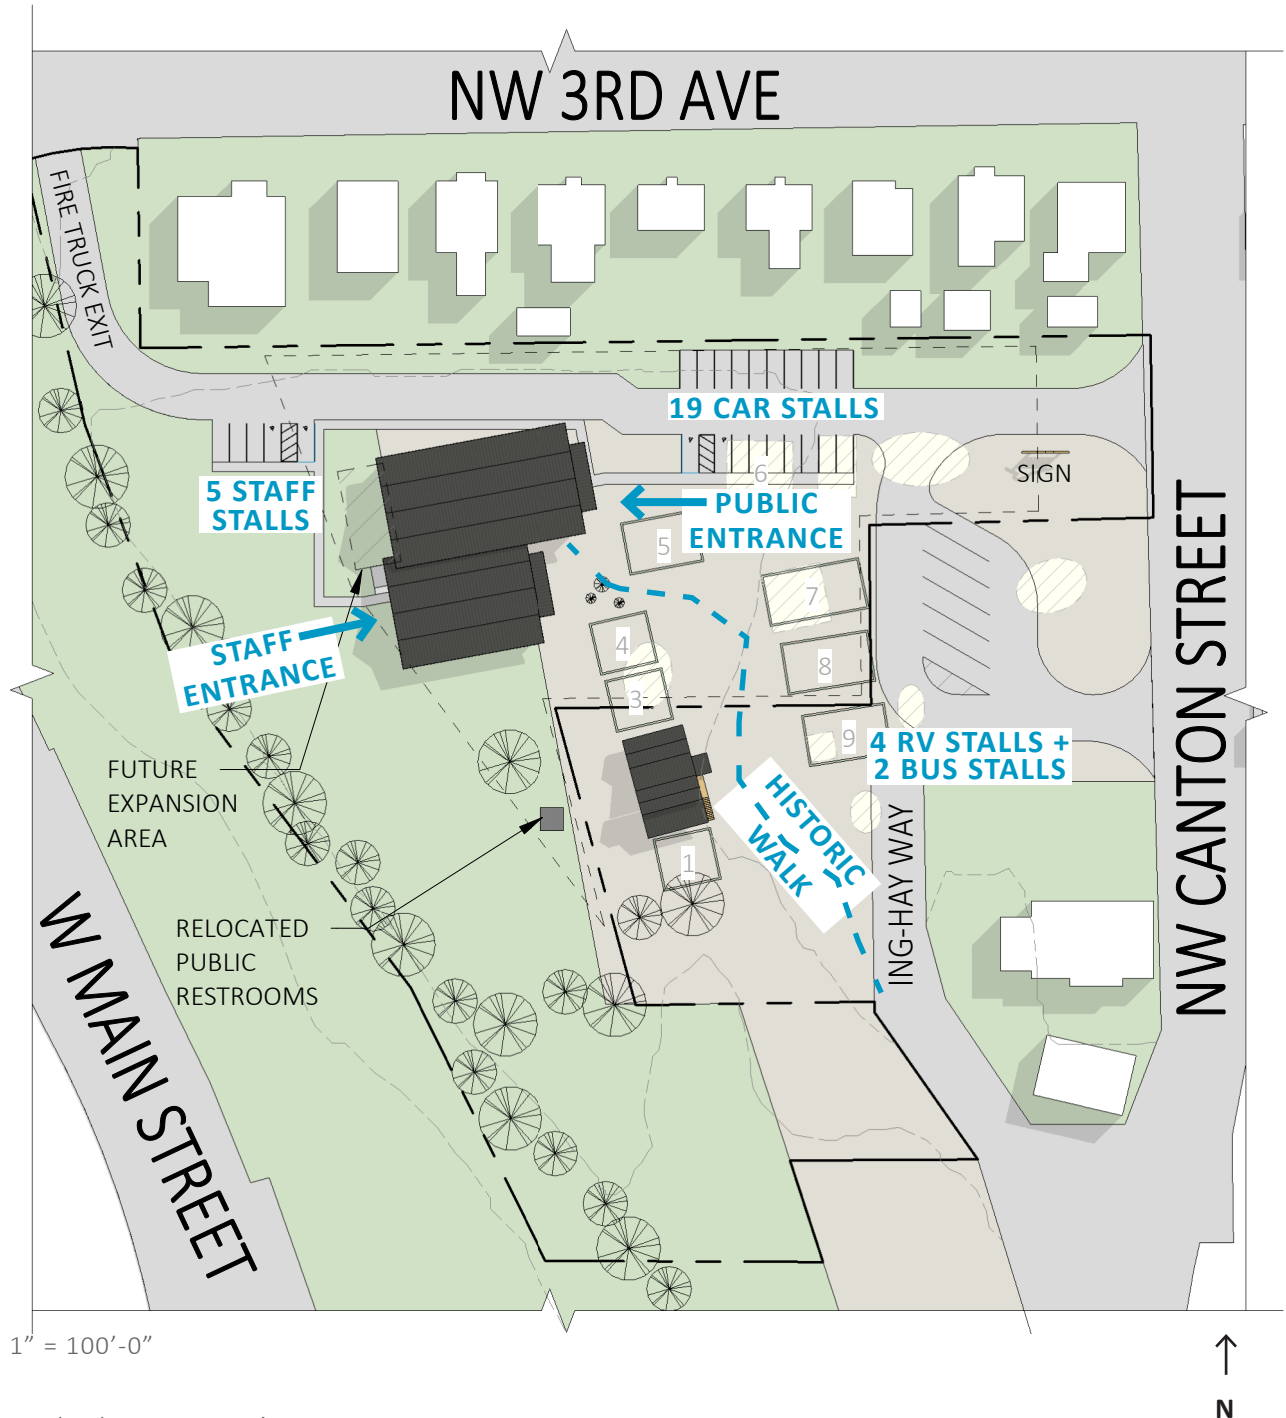 NW 3RD AVE
FIRE TRUCK EXIT
19 CAR STALLS
6
SIGN
5 STAFF
STALLS
PUBLIC
ENTRANCE
5
7
4
8
3
STAFF
ENTRANCE
9
4 RV STALLS +
2 BUS STALLS
FUTURE
EXPANSION
AREA
HISTORIC
WALK
1
RELOCATED
PUBLIC
RESTROOMS
ING-HAY WAY
NW CANTON STREET
W MAIN STREET
1” = 100’-0”
N